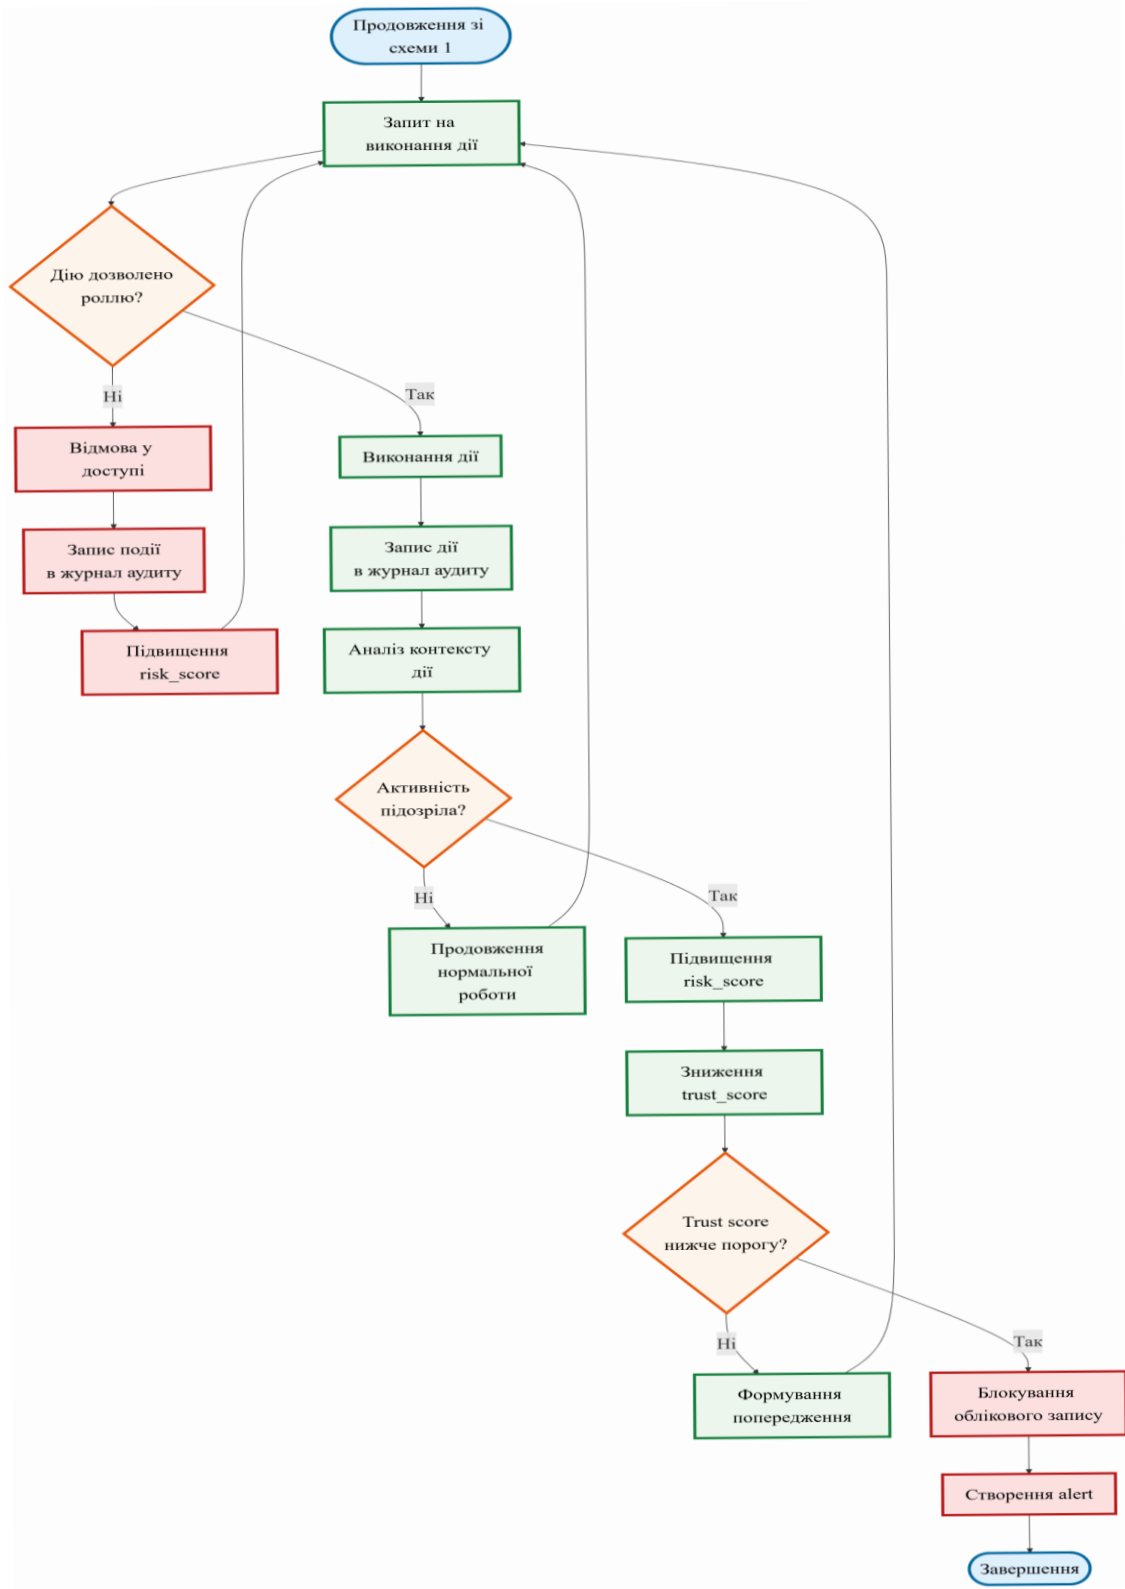 Продовження зі
схеми 1
Запит на
виконання дії
Дію дозволено
роллю?
Ні
Так
Відмова у
доступі
Виконання дії
Запис події
в журнал аудиту
Запис дії
в журнал аудиту
Підвищення
risk_score
Аналіз контексту
дії
Активність
підозріла?
Ні
Так
Продовження
нормальної
роботи
Підвищення
risk_score
Зниження
trust_score
Trust score
нижче порогу?
Ні
Так
Формування
попередження
Блокування
облікового запису
Створення alert
Завершення